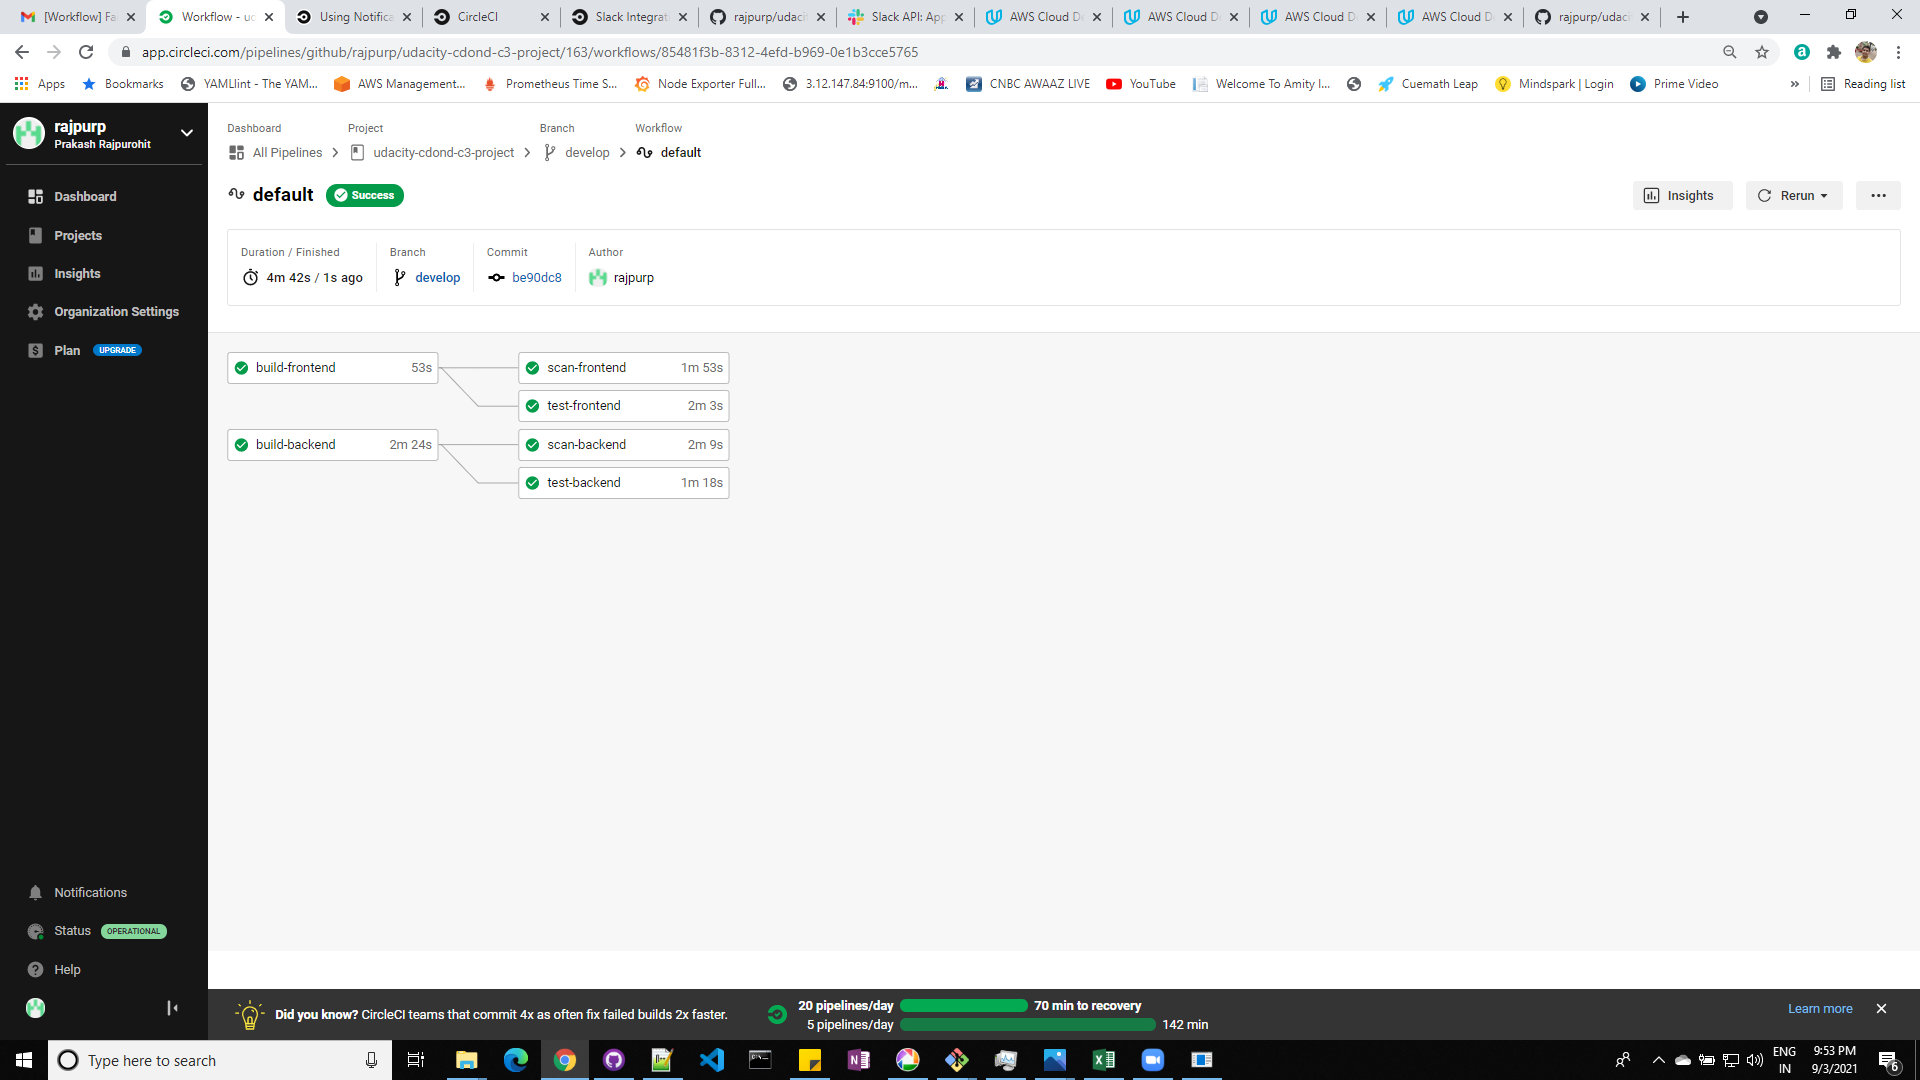 [Workflow] Fa
Workflow - uc
Using Notifica
CircleCI
Slack Integrat
rajpurp/udaci
Slack API: App
AWS Cloud De
AWS Cloud D
AWS Cloud D
AWS Cloud D
rajpurp/udaci
app.circleci.com/pipelines/github/rajpurp/udacity-cdond-c3-project/163/workflows/85481f3b-8312-4efd-b969-0e1b3cce5765
Apps
Bookmarks
YAMLlint - The YAM...
AWS Management...
Prometheus Time S...
Node Exporter Full...
3.12.147.84:9100/m...
CNBC AWAAZ LIVE
YouTube
Welcome To Amity I...
Cuemath Leap
Mindspark | Login
Prime Video
»
Reading list
rajpurp
Prakash Rajpurohit
Dashboard
Projects
Insights
Organization Settings
Plan UPGRADE
Notifications
Status OPERATIONAL
Help
Dashboard Project Branch Workflow
All Pipelines > udacity-cdond-c3-project > develop > default
default Success
Insights Rerun
Duration / Finished Branch Commit Author
4m 42s / 1s ago develop be90dc8 rajpurp
build-frontend 53s scan-frontend 1m 53s
test-frontend 2m 3s
build-backend 2m 24s scan-backend 2m 9s
test-backend 1m 18s
Did you know? CircleCI teams that commit 4x as often fix failed builds 2x faster.
20 pipelines/day 70 min to recovery
5 pipelines/day 142 min
Learn more
Type here to search
ENG
IN
9:53 PM
9/3/2021
6